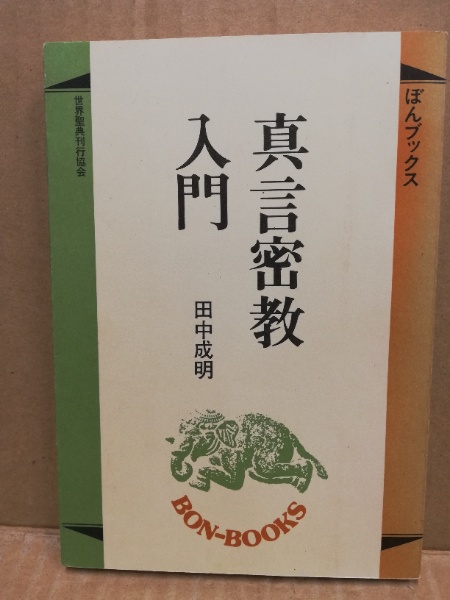 ぼんブックス
真言密教
入門
田中成明
世界聖典刊行協会
BON-BOOKS